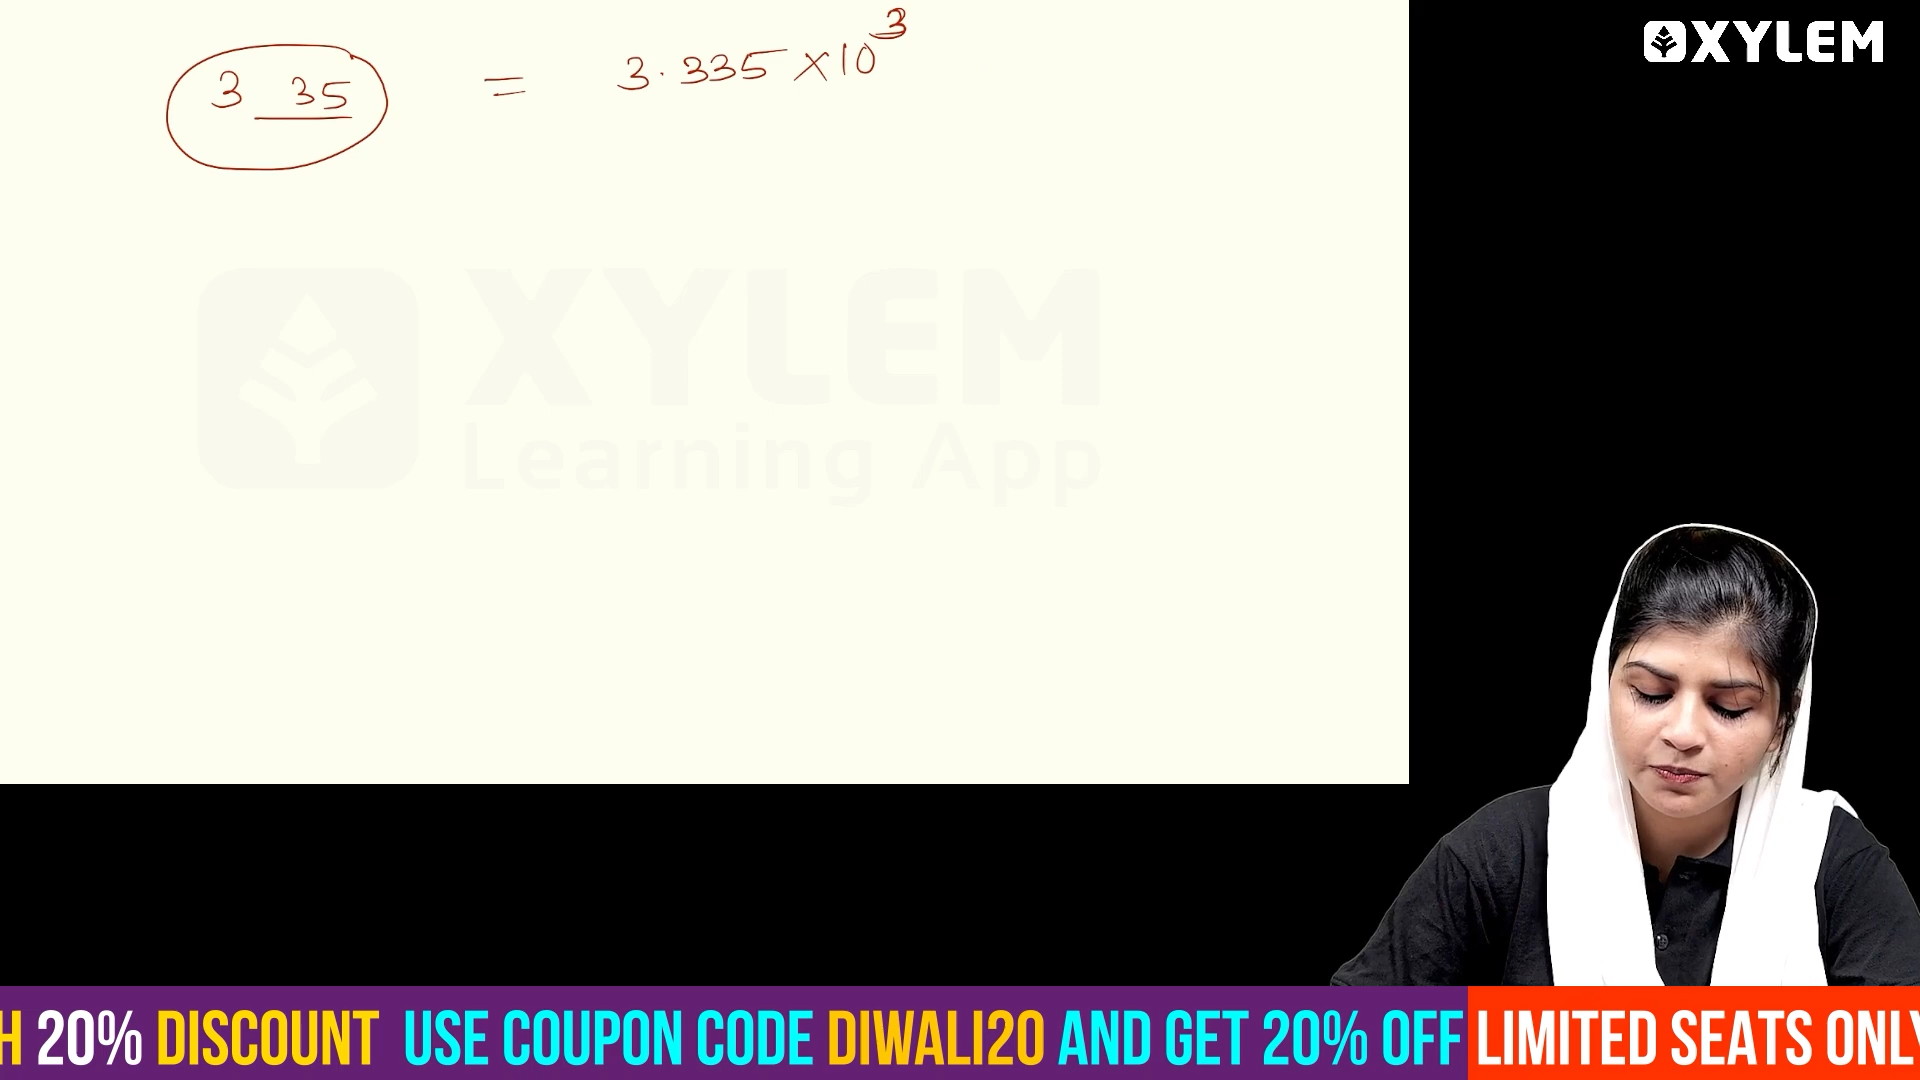 XYLEM
3 35 = 3.335 × 10³
XYLEM
Learning App
H 20% DISCOUNT USE COUPON CODE DIWALI20 AND GET 20% OFF LIMITED SEATS ONLY